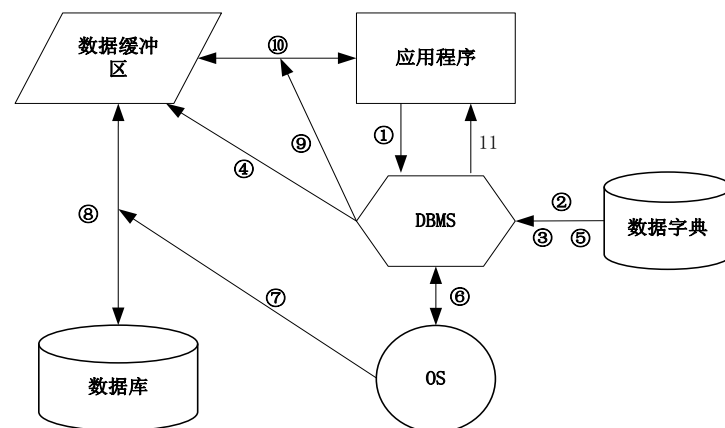 数据缓冲
区
⑩
应用程序
①
11
④
⑨
⑧
DBMS
②
③ ⑤
数据字典
⑦
⑥
数据库
OS